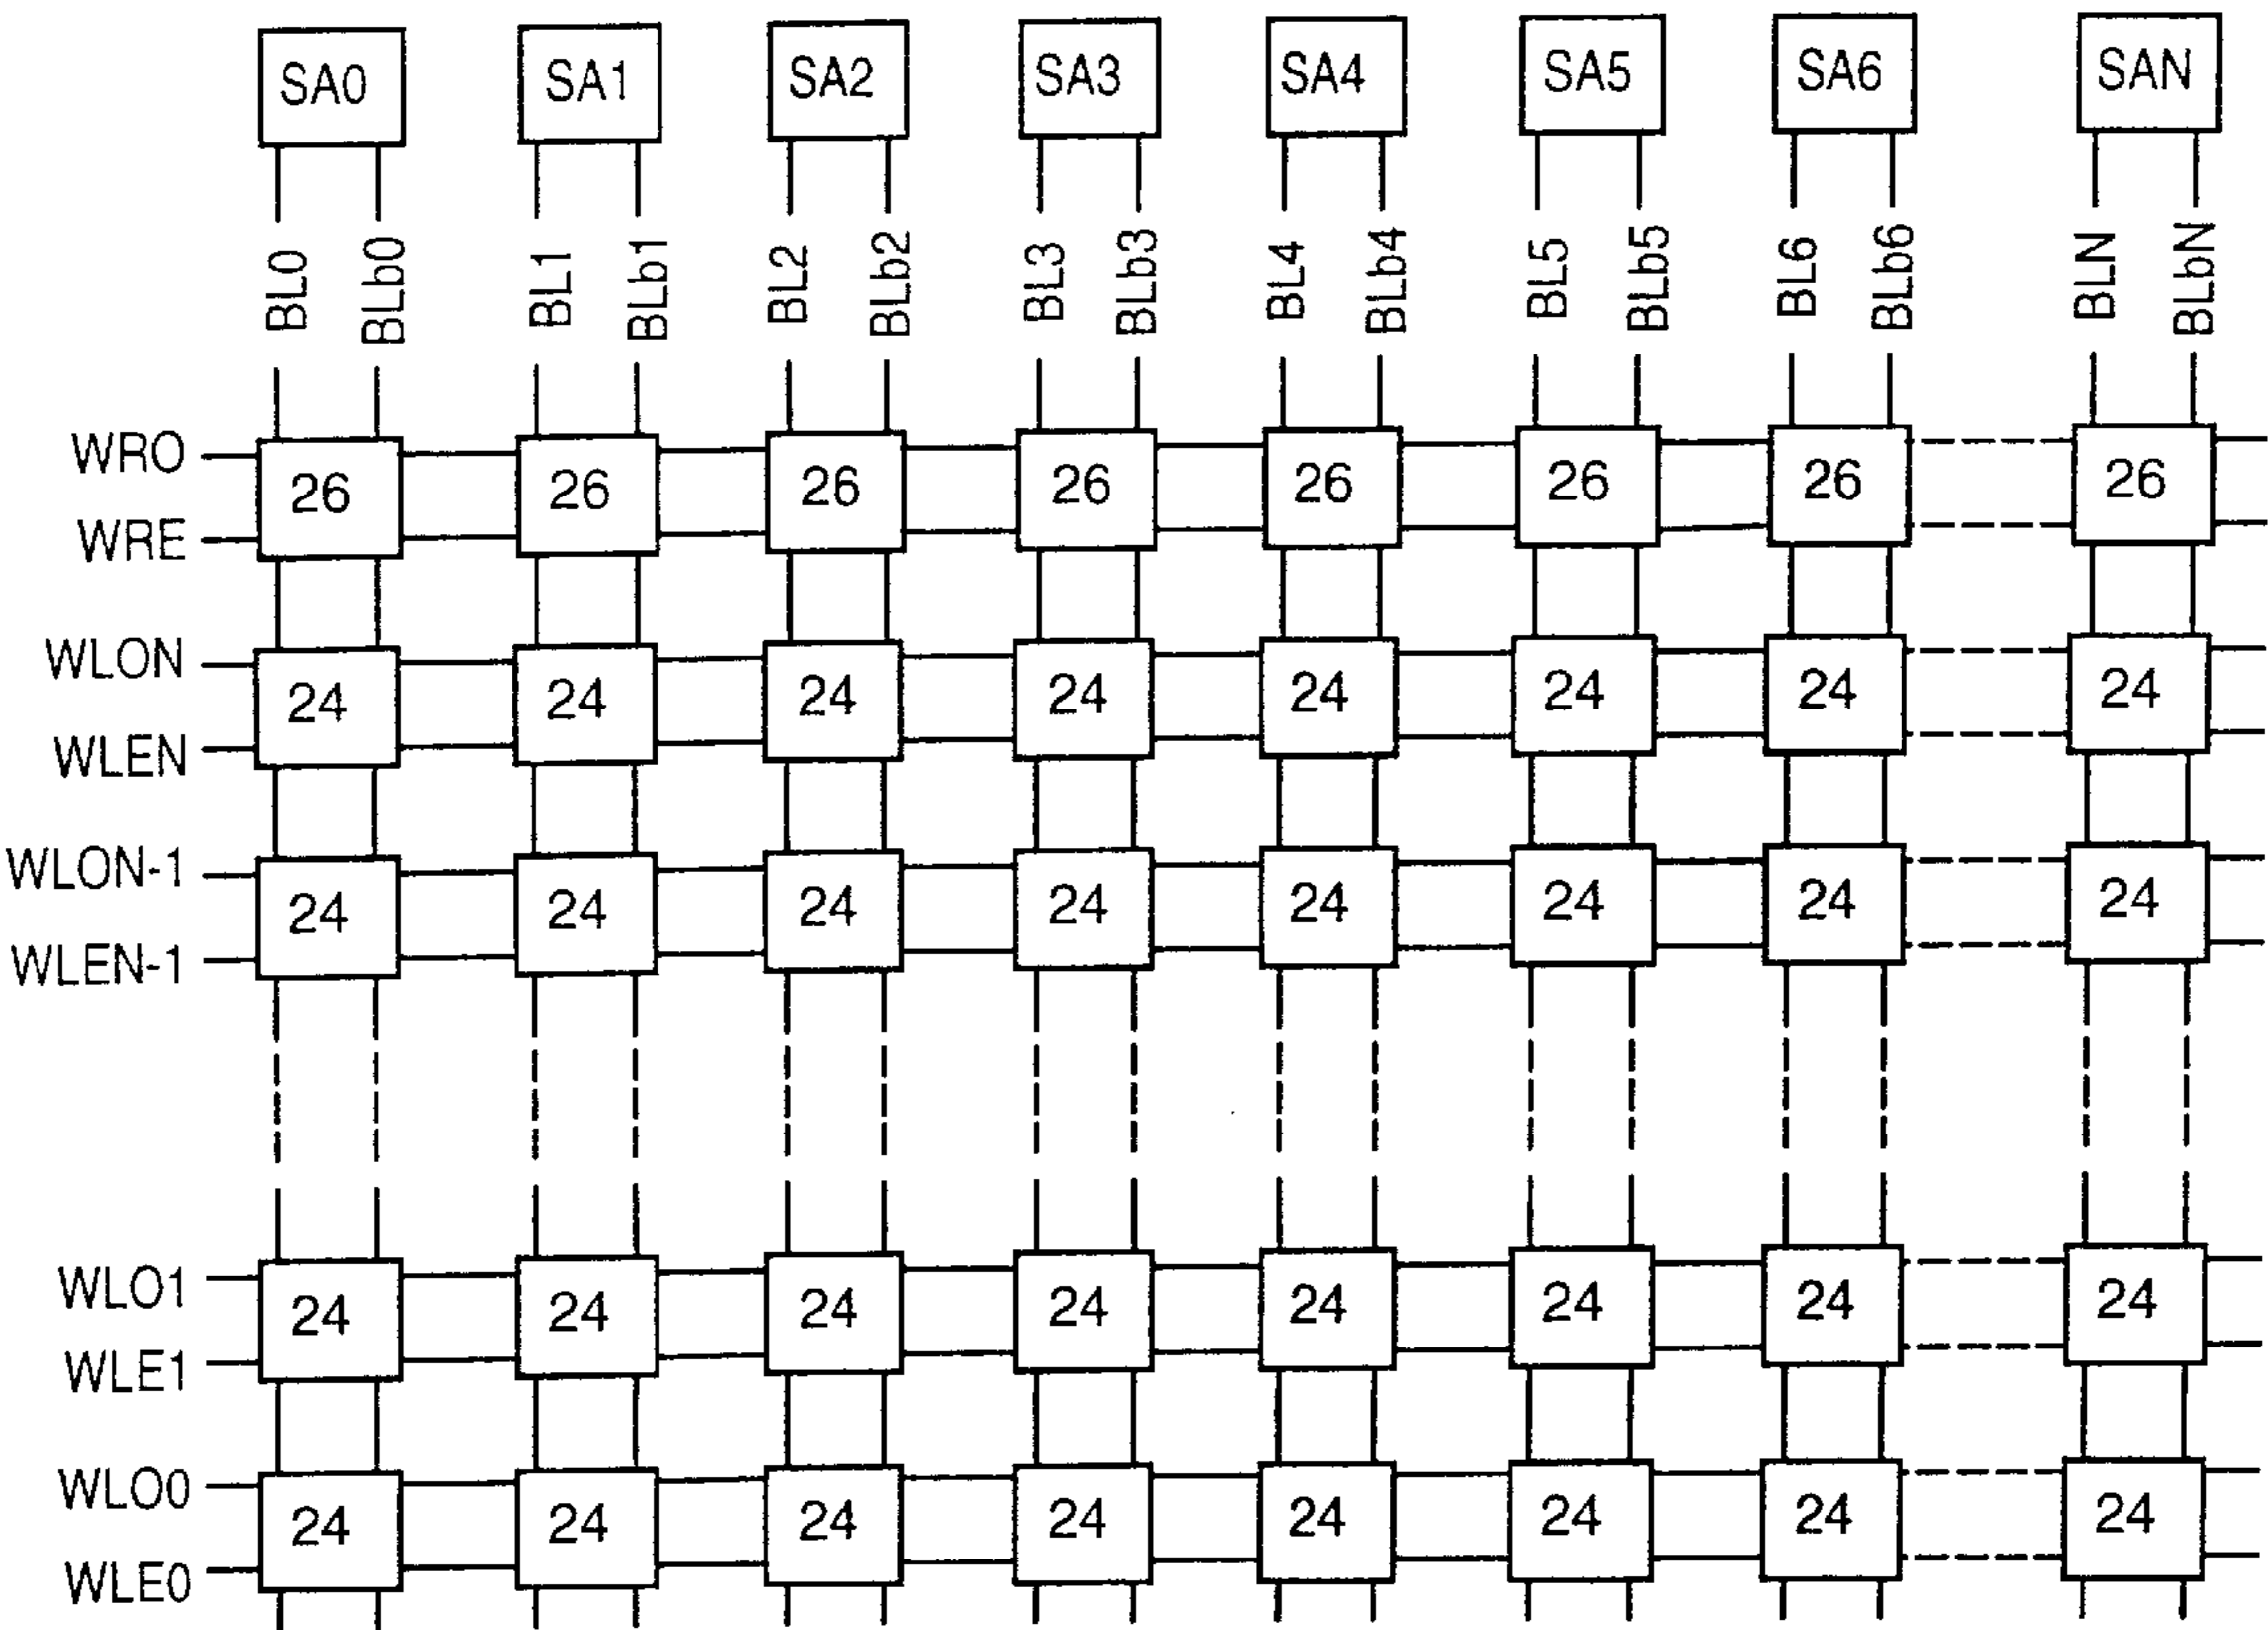 SA0 SA1 SA2 SA3 SA4 SA5 SA6 SAN
BL0 BLb0 BL1 BLb1 BL2 BLb2 BL3 BLb3 BL4 BLb4 BL5 BLb5 BL6 BLb6 BLN BLbN
WRO
26 26 26 26 26 26 26 26
WRE
WLON
24 24 24 24 24 24 24 24
WLEN
WLON-1
24 24 24 24 24 24 24 24
WLEN-1
WLO1
24 24 24 24 24 24 24 24
WLE1
WLO0
24 24 24 24 24 24 24 24
WLE0